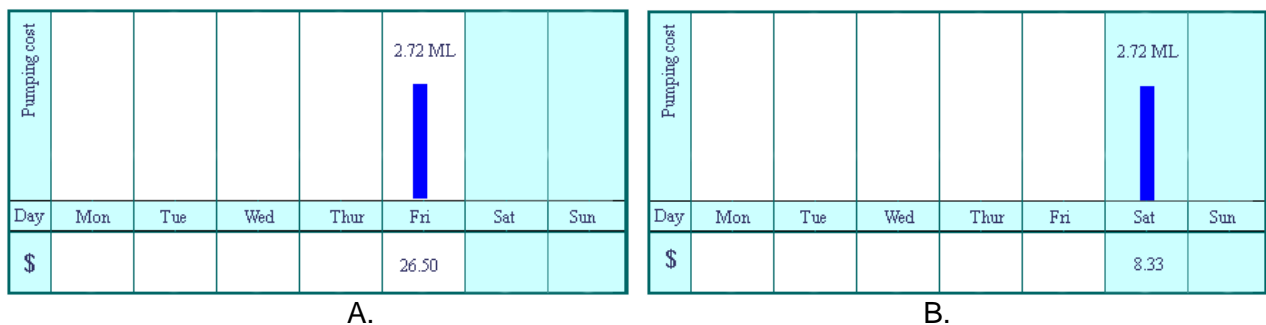 Pumping cost
2.72 ML
Day Mon Tue Wed Thur Fri Sat Sun
$ 26.50
A.
Pumping cost
2.72 ML
Day Mon Tue Wed Thur Fri Sat Sun
$ 8.33
B.